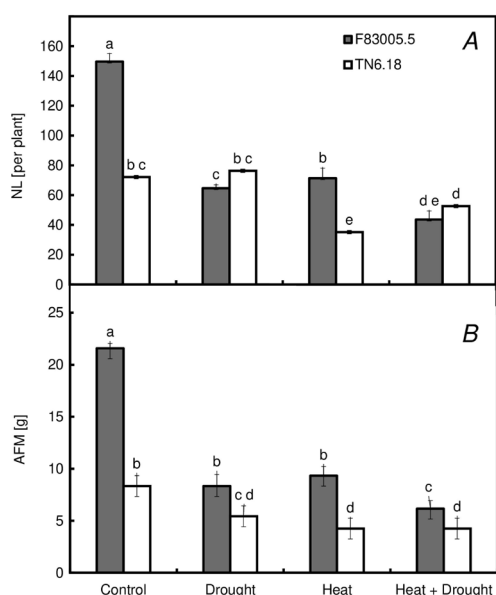 A
F83005.5
TN6.18
NL [per plant]
160
140
120
100
80
60
40
20
0
a
b c
c
b c
b
e
d e
d
B
AFM [g]
25
20
15
10
5
0
a
b
b
c d
b
d
c
d
Control
Drought
Heat
Heat + Drought